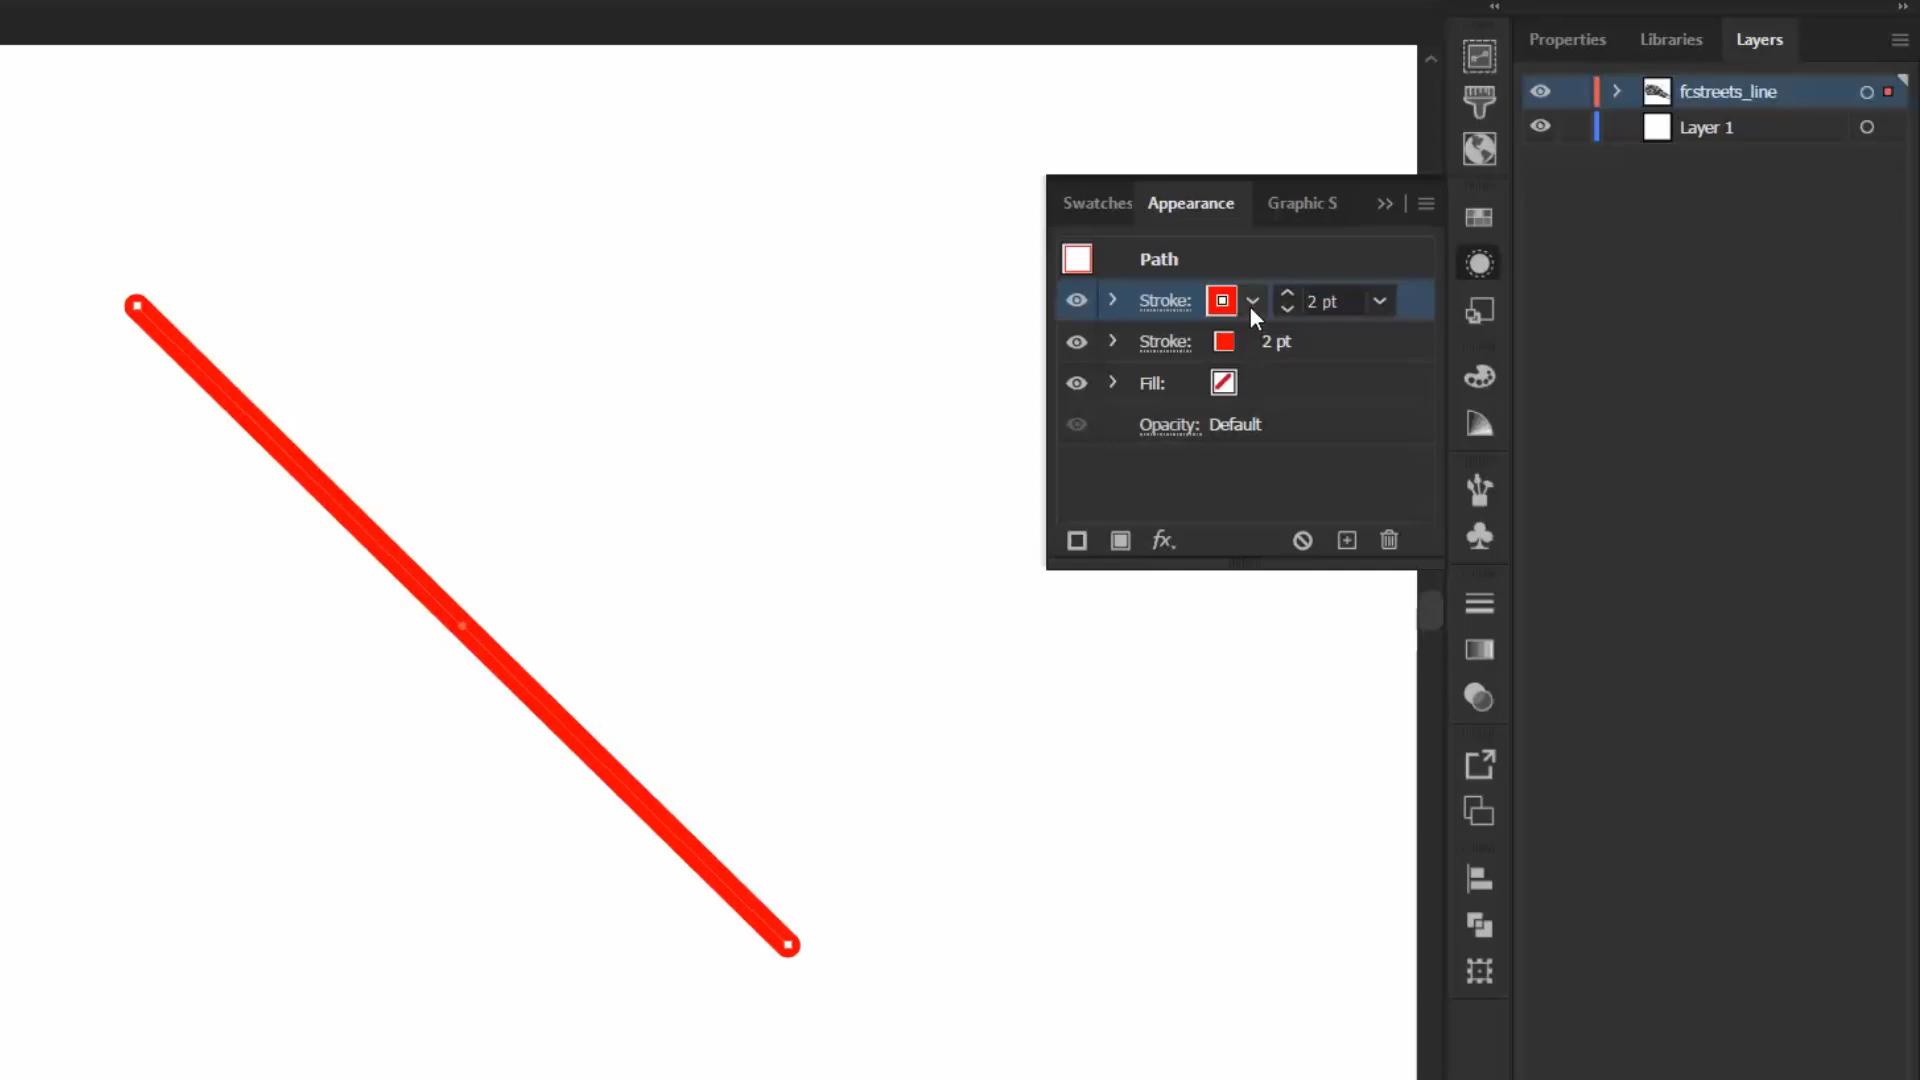 Properties Libraries Layers
fcstreets_line
Layer 1
Swatches Appearance Graphic S
Path
Stroke: 2 pt
Stroke: 2 pt
Fill:
Opacity: Default
fx.